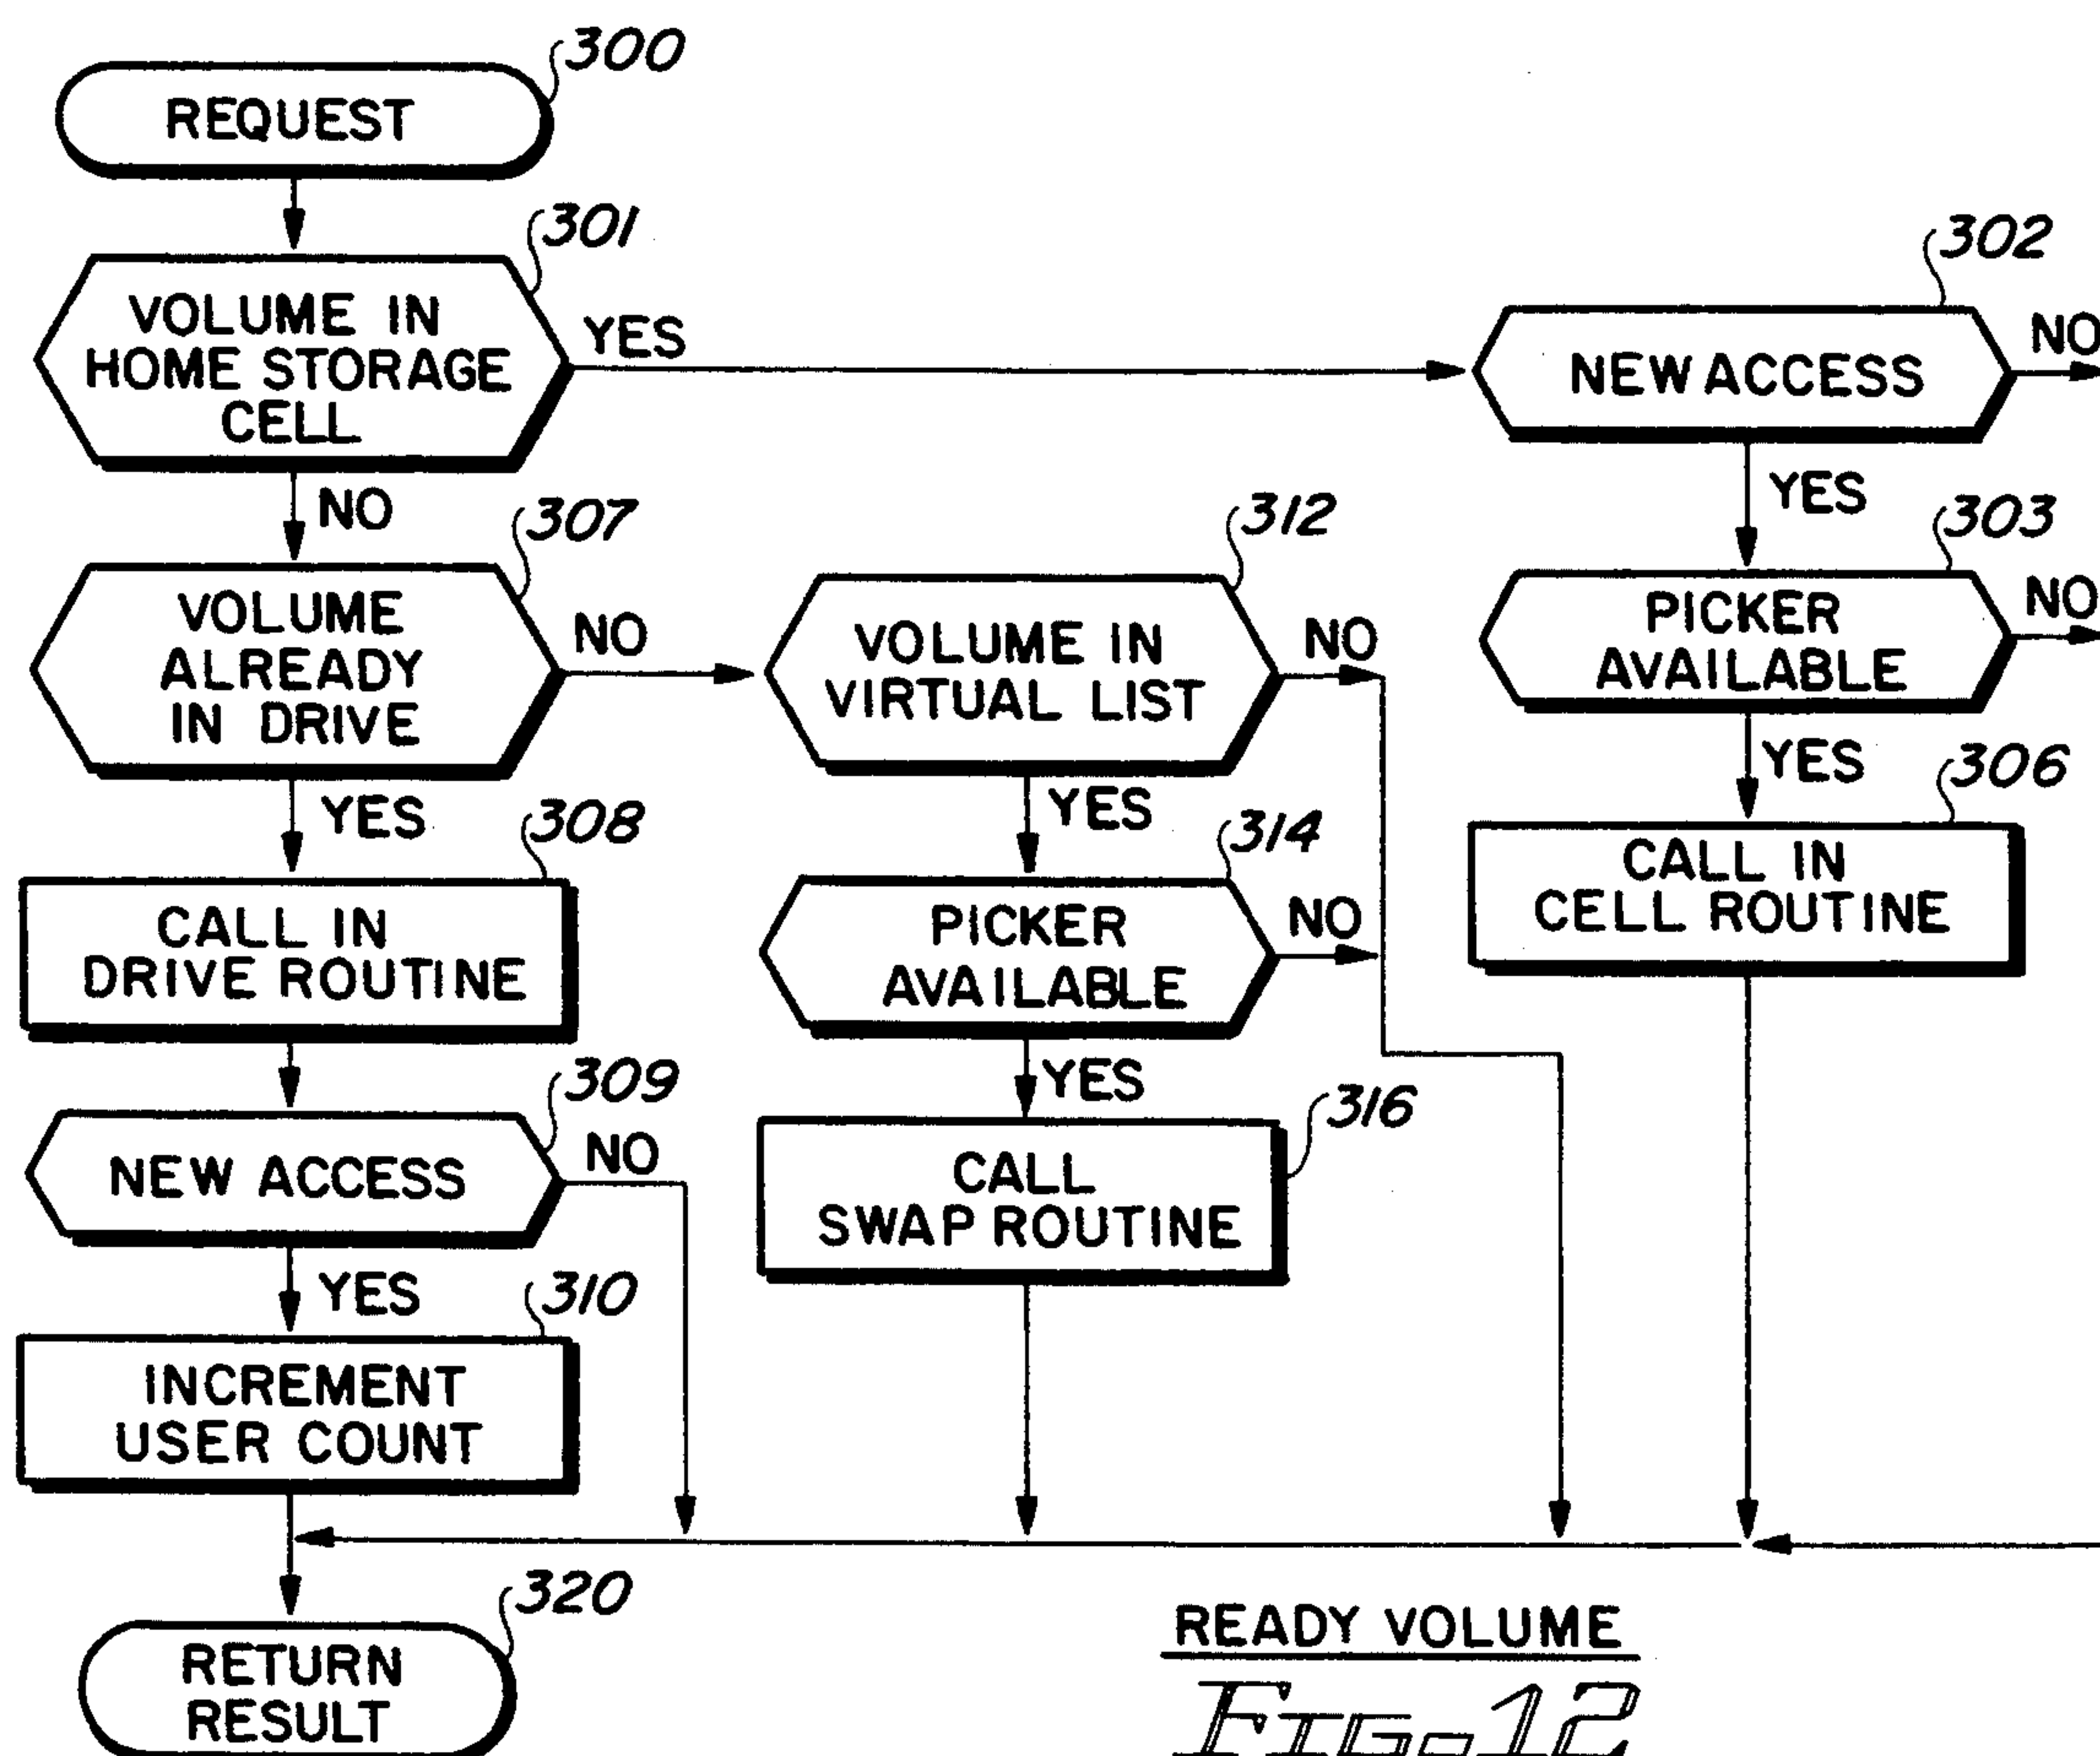 300
REQUEST
301
VOLUME IN
HOME STORAGE
CELL
YES
NO
302
NEW ACCESS
NO
YES
307
VOLUME
ALREADY
IN DRIVE
NO
YES
312
VOLUME IN
VIRTUAL LIST
NO
YES
303
PICKER
AVAILABLE
NO
YES
308
CALL IN
DRIVE ROUTINE
314
PICKER
AVAILABLE
NO
YES
306
CALL IN
CELL ROUTINE
309
NEW ACCESS
NO
YES
316
CALL
SWAP ROUTINE
310
INCREMENT
USER COUNT
320
RETURN
RESULT
READY VOLUME
FIG. 12